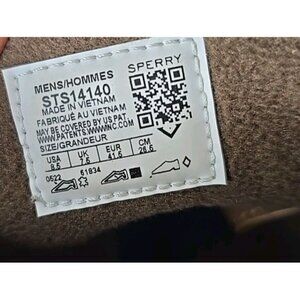 MENS/HOMMES
SPERRY
STS14140
MADE IN VIETNAM
FABRIQUÉ AU VIETNAM
MAY BE COVERED BY US PAT.
WWW.PATENTS.WWWINC.COM
SIZE/GRANDEUR
USA UK EUR CM
8.5 7.5 41.5 26.5
0522 61834